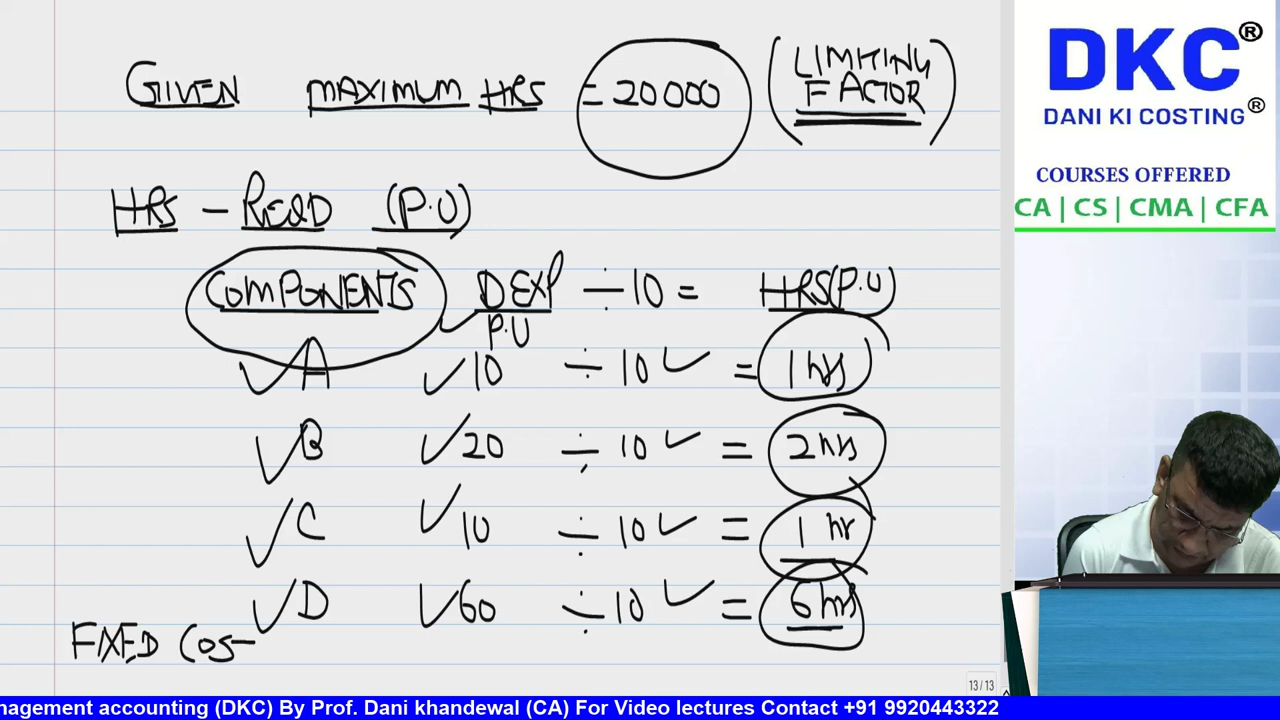 GIVEN MAXIMUM HRS = 20000 (LIMITING FACTOR)
HRS - REQD (P.U)
COMPONENTS DEXP P.U ÷ 10 = HRS(P.U)
A 10 ÷ 10 = 1 hrs
B 20 ÷ 10 = 2 hrs
C 10 ÷ 10 = 1 hr
D 60 ÷ 10 = 6 hrs
FIXED COST
13/13
DKC®
DANI KI COSTING®
COURSES OFFERED
CA | CS | CMA | CFA
nagement accounting (DKC) By Prof. Dani khandewal (CA) For Video lectures Contact +91 9920443322